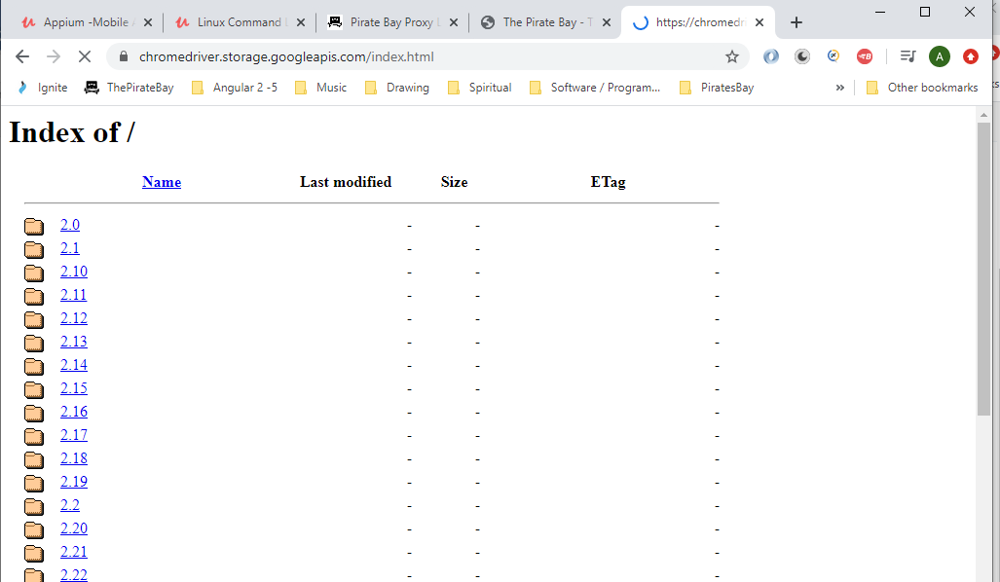 Appium -Mobile
Linux Command
Pirate Bay Proxy
The Pirate Bay - T
https://chromedri
chromedriver.storage.googleapis.com/index.html
A
Ignite
ThePirateBay
Angular 2 -5
Music
Drawing
Spiritual
Software / Program...
PiratesBay
»
Other bookmarks
Index of /
Name Last modified Size ETag
2.0 - - -
2.1 - - -
2.10 - - -
2.11 - - -
2.12 - - -
2.13 - - -
2.14 - - -
2.15 - - -
2.16 - - -
2.17 - - -
2.18 - - -
2.19 - - -
2.2 - - -
2.20 - - -
2.21 - - -
2.22 - - -